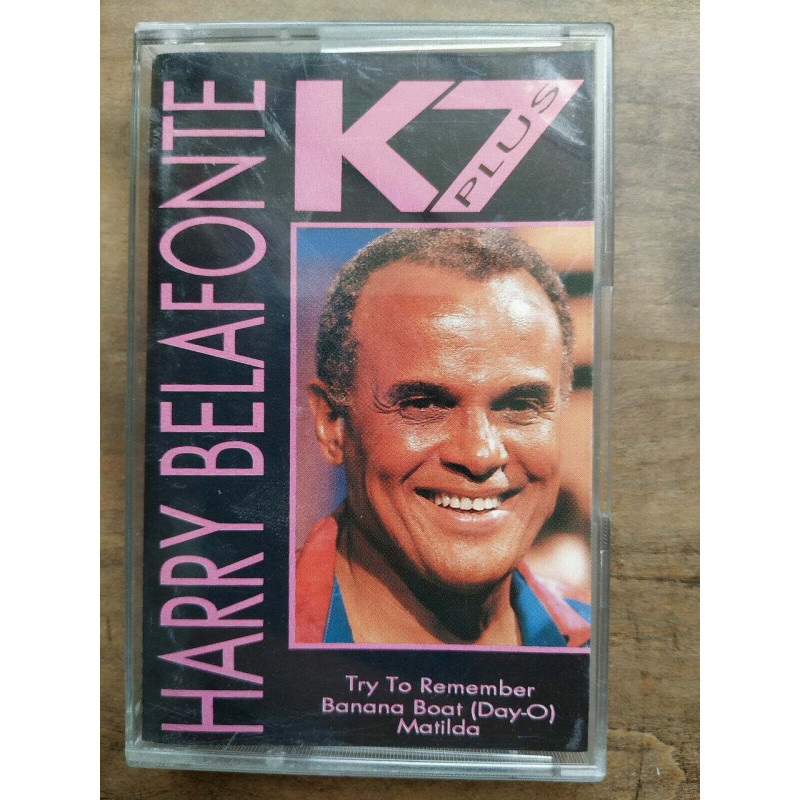 HARRY BELAFONTE
K7
PLUS
Try To Remember
Banana Boat (Day-O)
Matilda